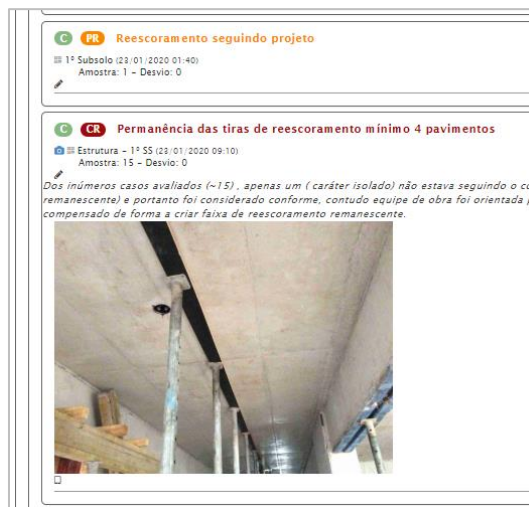 C PR Reescoramento seguindo projeto
1º Subsolo (23/01/2020 01:40)
Amostra: 1 - Desvio: 0
C CR Permanência das tiras de reescoramento mínimo 4 pavimentos
Estrutura - 1º SS (23/01/2020 09:10)
Amostra: 15 - Desvio: 0
Dos inúmeros casos avaliados (~15) , apenas um ( caráter isolado) não estava seguindo o
remanescente) e portanto foi considerado conforme, contudo equipe de obra foi orientada
compensado de forma a criar faixa de reescoramento remanescente.